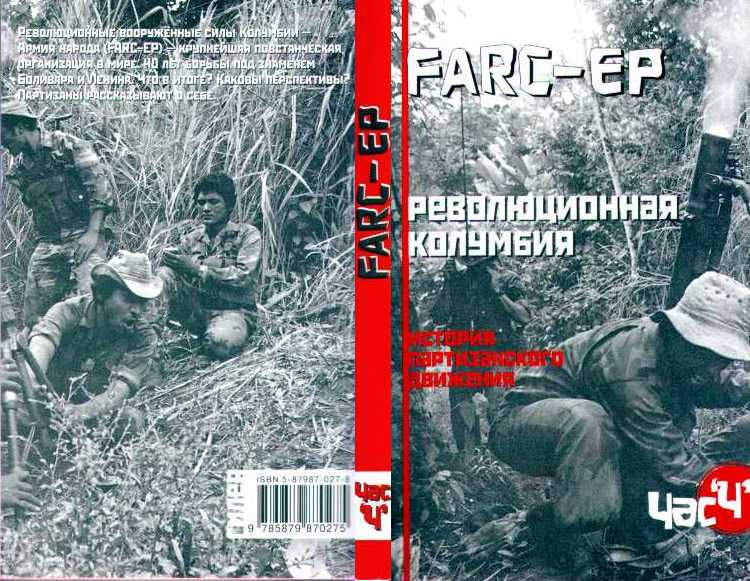 Революционные вооружённые силы Колумбии —
Армия народа (FARC-EP) — крупнейшая повстанческая
организация в мире. 40 лет борьбы под знаменем
Боливара и Ленина. Что в итоге? Каковы перспективы?
Партизаны рассказывают о себе.
ISBN 5-87987-027-8
9 785879 870275
FARC-EP
Час
"Ч"
FARC-EP
Революционная
Колумбия
История
партизанского
движения
Час "Ч"